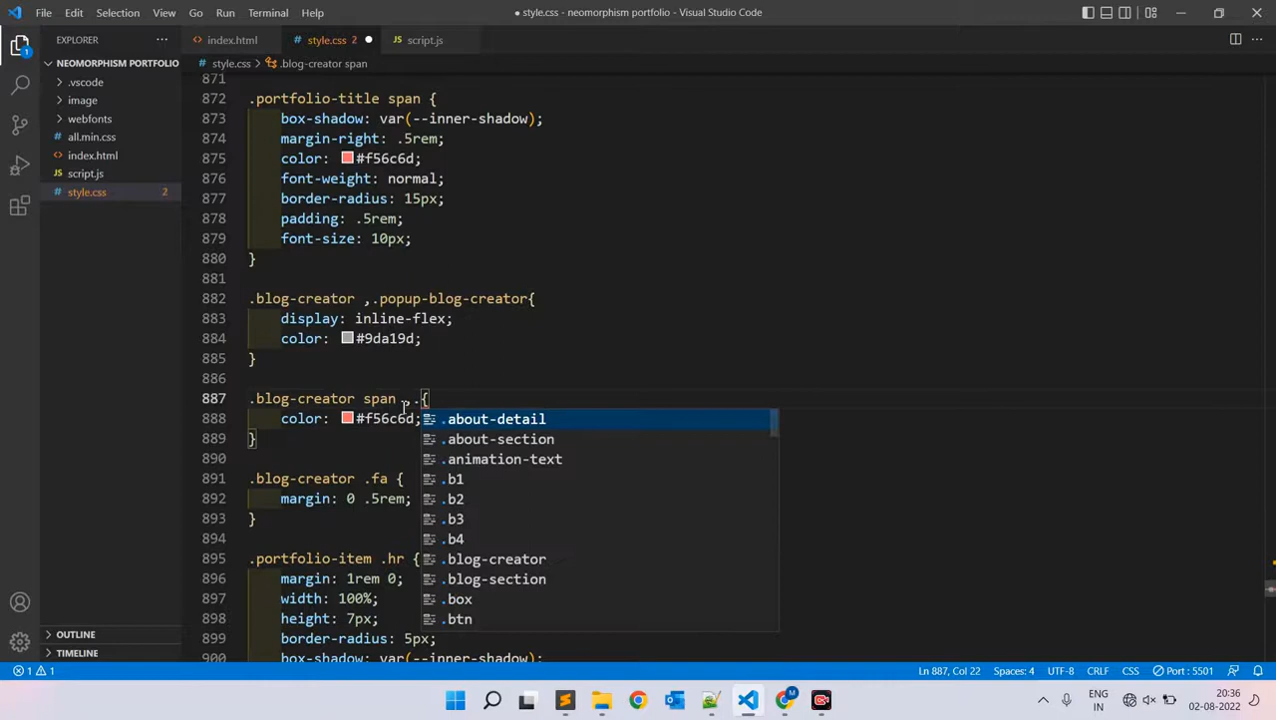 File Edit Selection View Go Run Terminal Help
● style.css - neomorphism portfolio - Visual Studio Code
EXPLORER ···
index.html
style.css 2 ●
script.js
NEOMORPHISM PORTFOLIO
style.css > .blog-creator span
.vscode
image
webfonts
all.min.css
index.html
script.js
style.css 2
871
872 .portfolio-title span {
873 box-shadow: var(--inner-shadow);
874 margin-right: .5rem;
875 color: #f56c6d;
876 font-weight: normal;
877 border-radius: 15px;
878 padding: .5rem;
879 font-size: 10px;
880 }
881
882 .blog-creator ,.popup-blog-creator{
883 display: inline-flex;
884 color: #9da19d;
885 }
886
887 .blog-creator span ,.{
888 color: #f56c6d;
889 }
890
891 .blog-creator .fa {
892 margin: 0 .5rem;
893 }
894
895 .portfolio-item .hr {
896 margin: 1rem 0;
897 width: 100%;
898 height: 7px;
899 border-radius: 5px;
900 box-shadow: var(--inner-shadow);
.about-detail
.about-section
.animation-text
.b1
.b2
.b3
.b4
.blog-creator
.blog-section
.box
.btn
OUTLINE
TIMELINE
1 1
Ln 887, Col 22 Spaces: 4 UTF-8 CRLF CSS Port : 5501
ENG
IN
20:36
02-08-2022